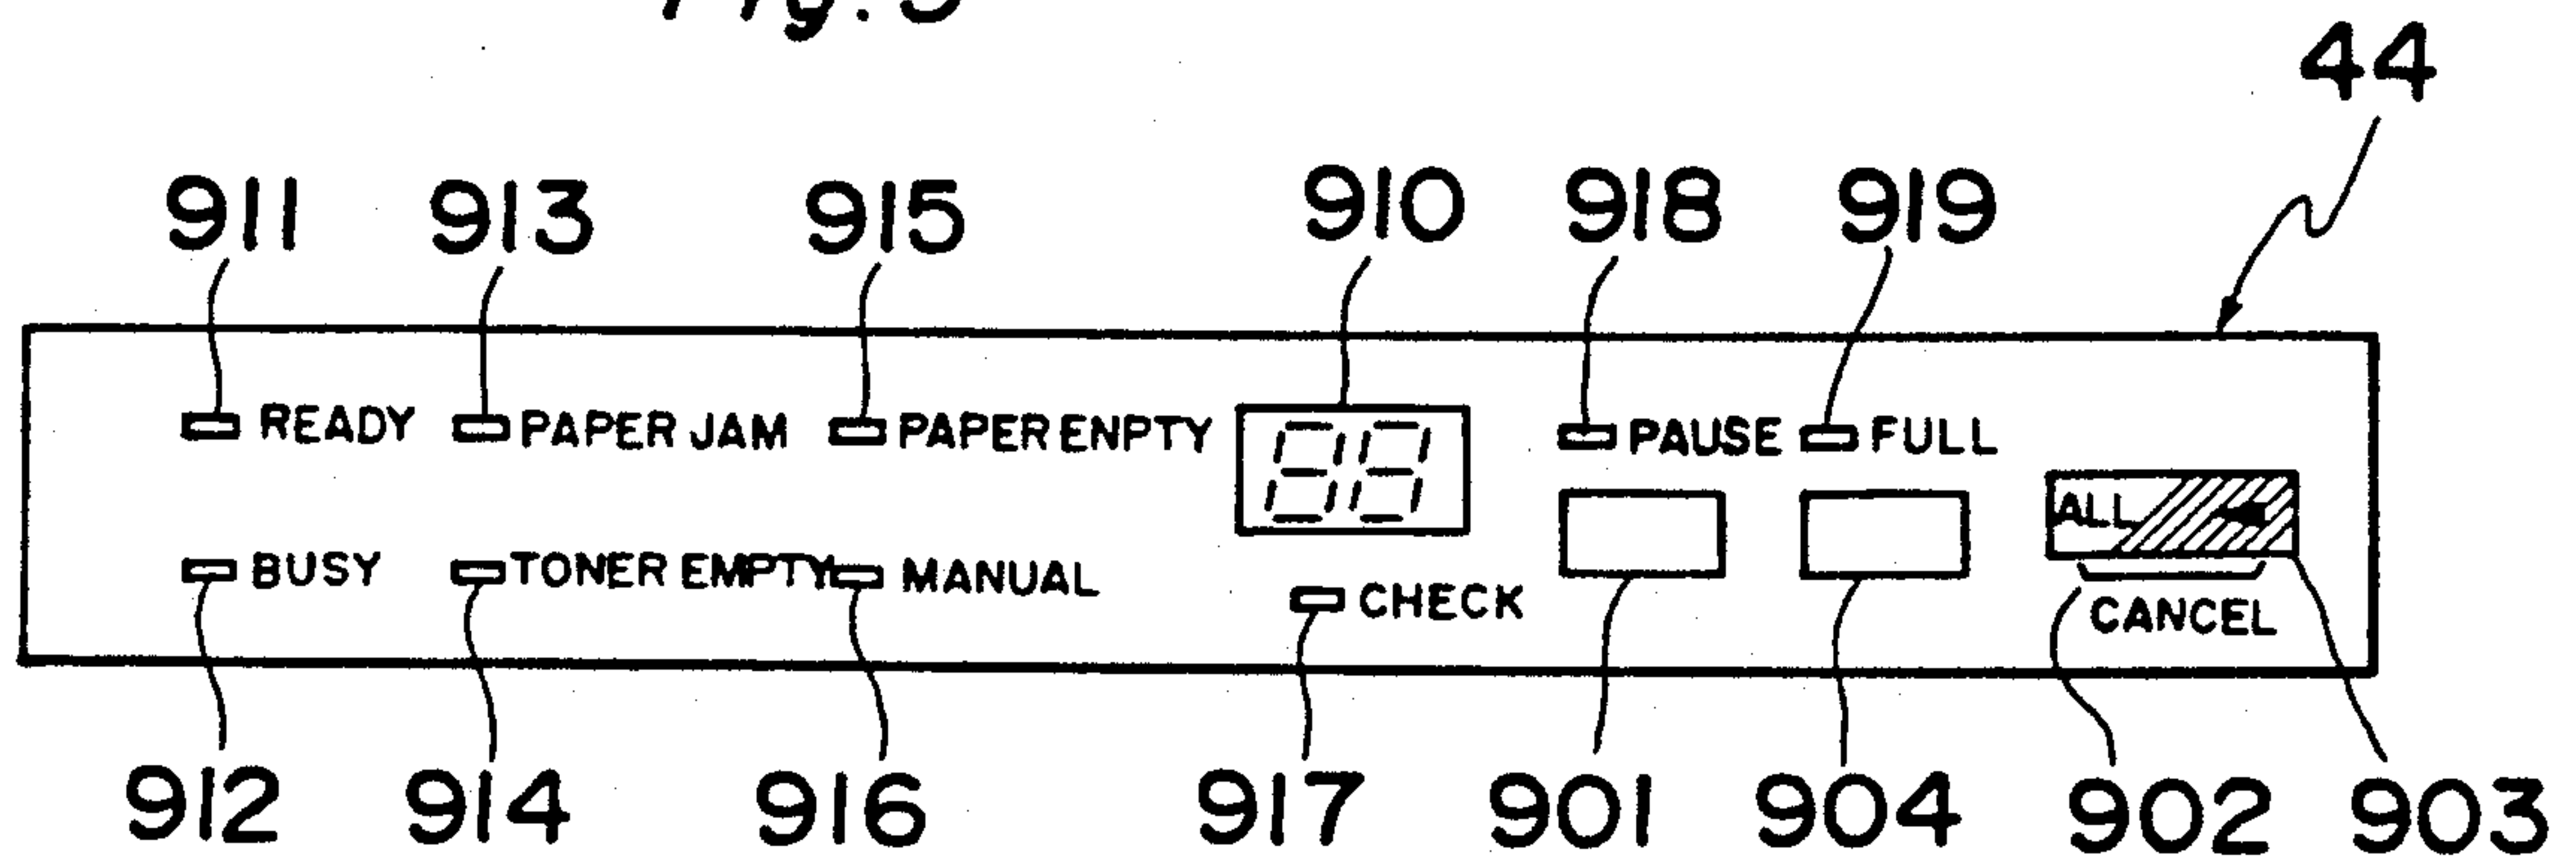 44
911 913 915 910 918 919
READY PAPER JAM PAPER ENPTY 88 PAUSE FULL
ALL
BUSY TONER EMPTY MANUAL CHECK CANCEL
912 914 916 917 901 904 902 903